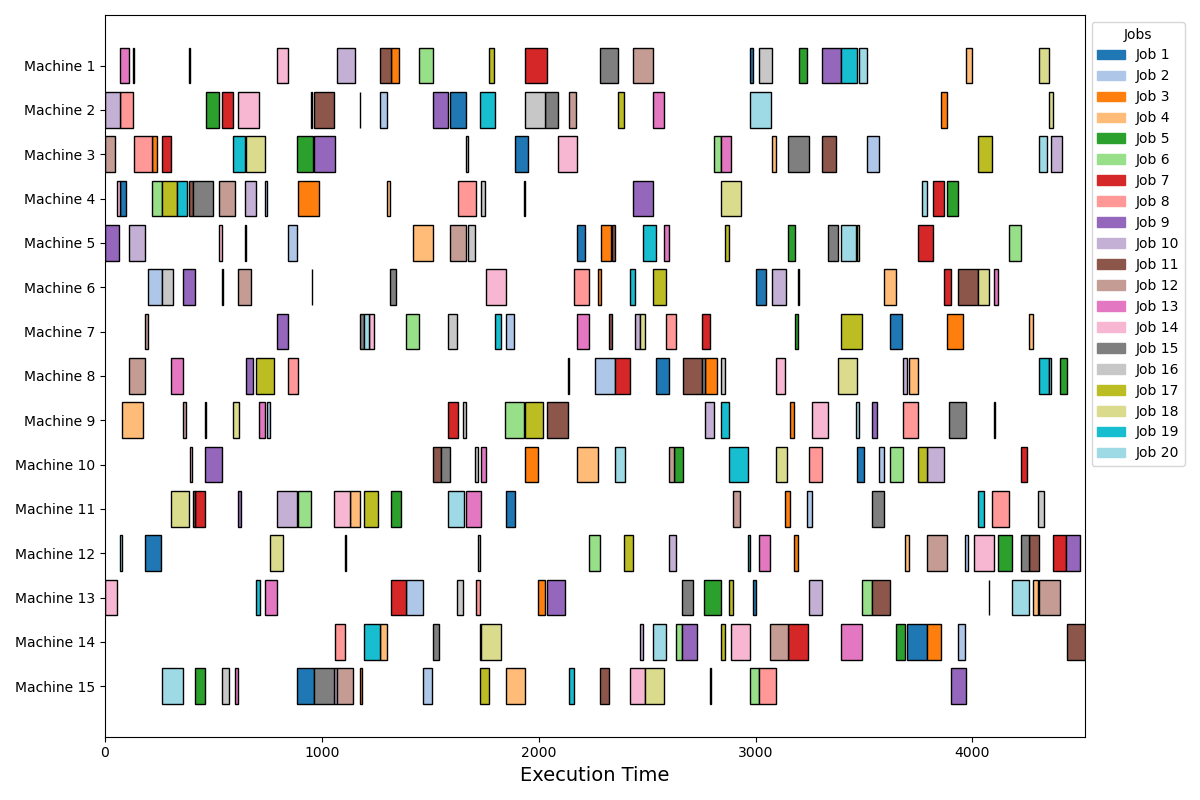 Jobs
Machine 1
Machine 2
Machine 3
Machine 4
Machine 5
Machine 6
Machine 7
Machine 8
Machine 9
Machine 10
Machine 11
Machine 12
Machine 13
Machine 14
Machine 15
Job 1
Job 2
Job 3
Job 4
Job 5
Job 6
Job 7
Job 8
Job 9
Job 10
Job 11
Job 12
Job 13
Job 14
Job 15
Job 16
Job 17
Job 18
Job 19
Job 20
0 1000 2000 3000 4000
Execution Time